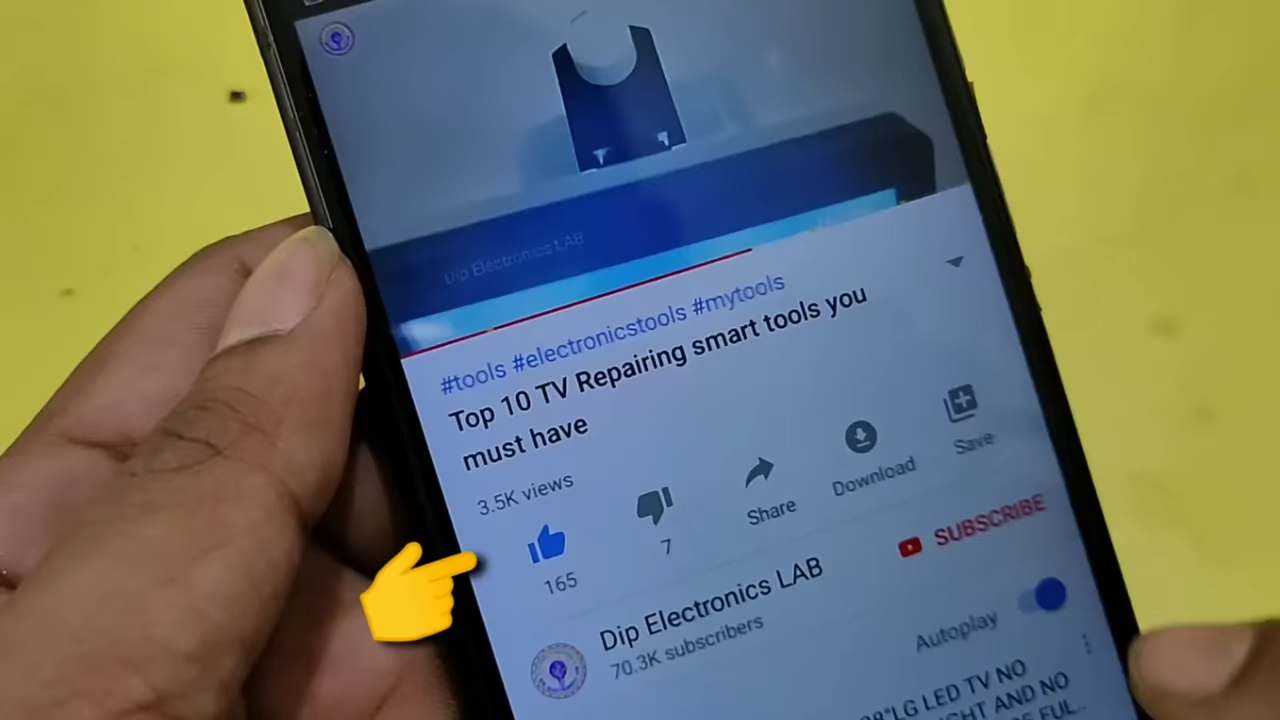 Dip Electronics LAB
#tools #electronicstools #mytools
Top 10 TV Repairing smart tools you
must have
3.5K views
165
7
Share
Download
Save
Dip Electronics LAB
70.3K subscribers
SUBSCRIBE
Autoplay
LG LED TV NO
AND NO
FUL..